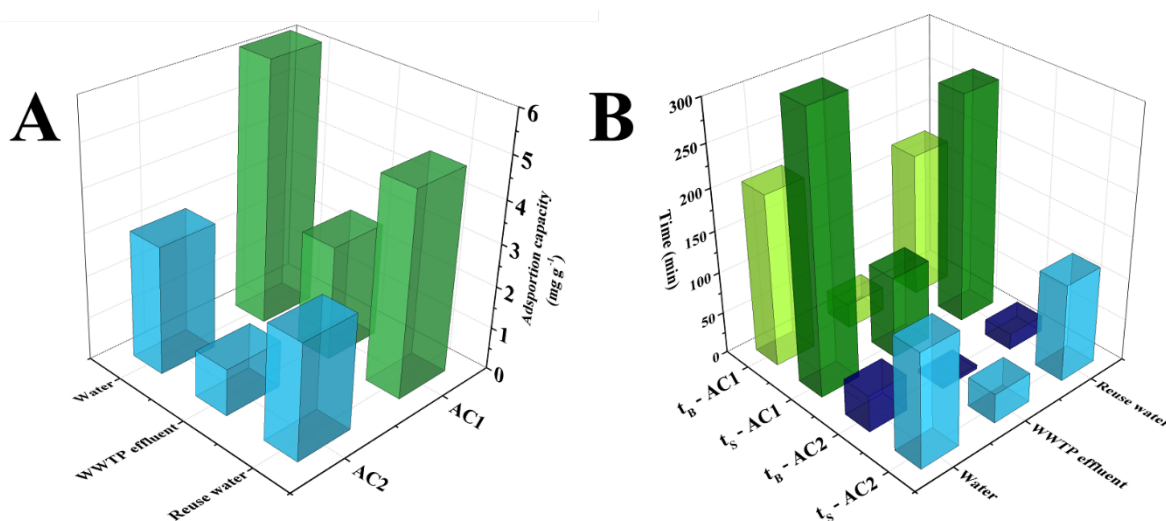 A
6
5
4
3
2
1
0
Adsportion capacity
(mg g⁻¹)
Water
WWTP effluent
Reuse water
AC1
AC2
B
300
250
200
150
100
50
0
Time (min)
t_B - AC1
t_S - AC1
t_B - AC2
t_S - AC2
Reuse water
WWTP effluent
Water